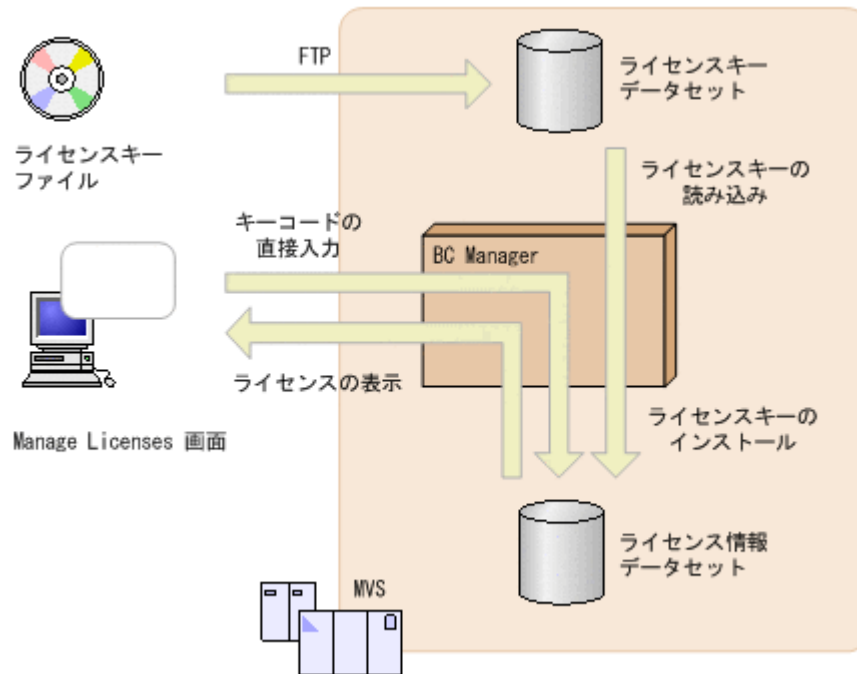 FTP
ライセンスキー
データセット
ライセンスキー
ファイル
ライセンスキーの
読み込み
キーコードの
直接入力
BC Manager
ライセンスの表示
Manage Licenses 画面
ライセンスキーの
インストール
ライセンス情報
データセット
MVS